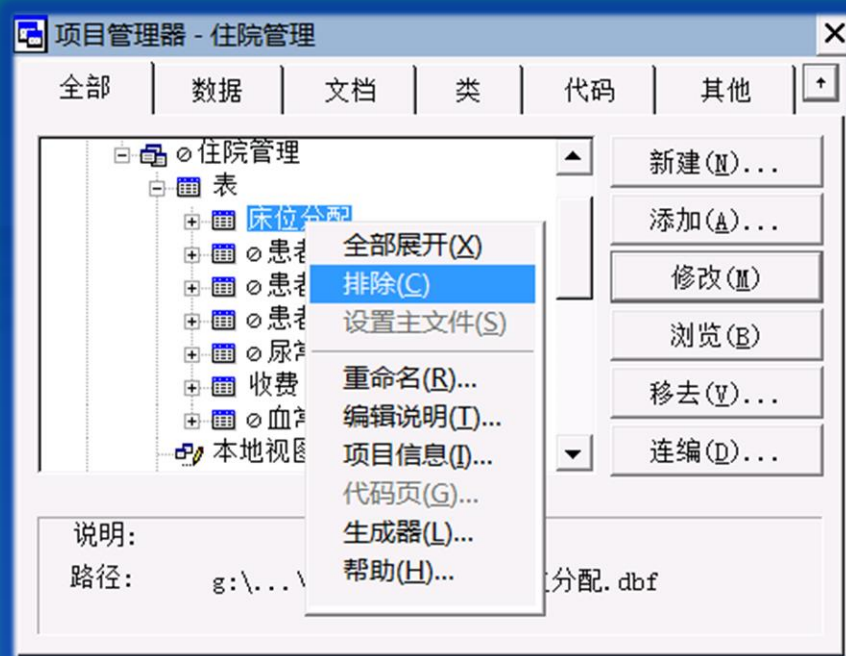 项目管理器 - 住院管理
全部 数据 文档 类 代码 其他
住院管理
表
床位分配
患者
患者
患者
尿常
收费
血常
本地视图
全部展开(X)
排除(C)
设置主文件(S)
重命名(R)...
编辑说明(T)...
项目信息(I)...
代码页(G)...
生成器(L)...
帮助(H)...
新建(N)...
添加(A)...
修改(M)
浏览(B)
移去(V)...
连编(D)...
说明:
路径: g:\...\ 分配.dbf